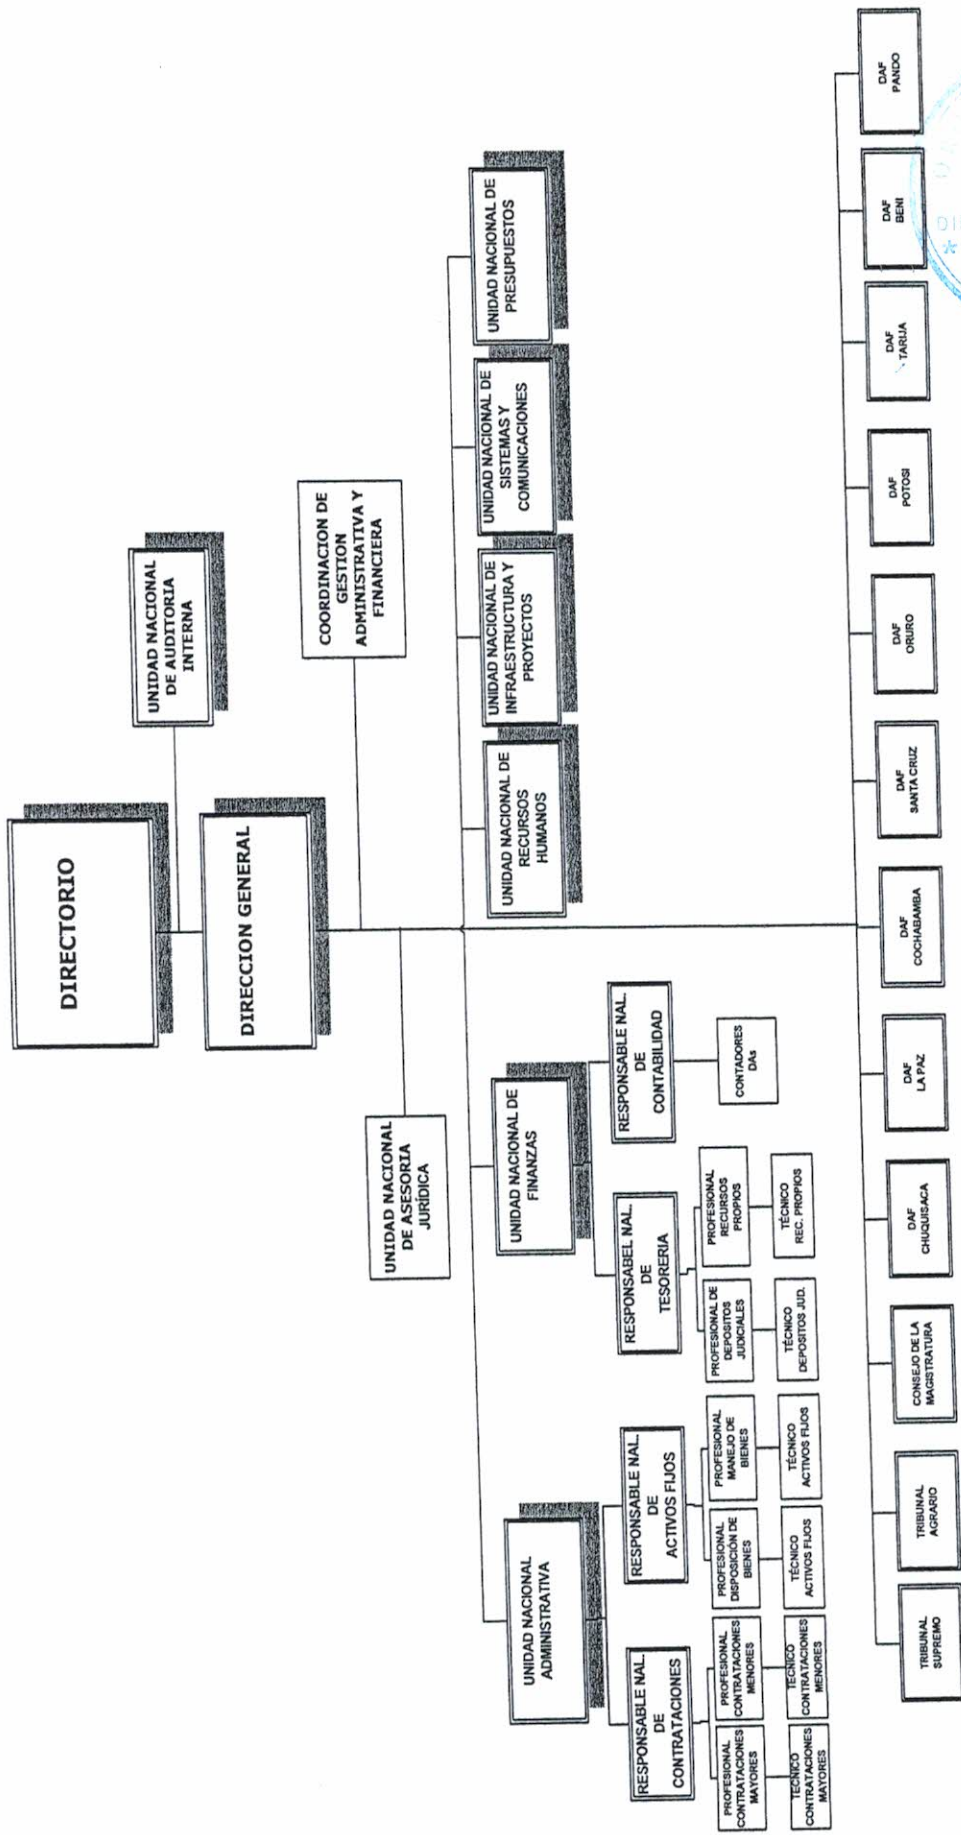 DIRECTORIO
UNIDAD NACIONAL
DE AUDITORIA
INTERNA
DIRECCION GENERAL
COORDINACION DE
GESTION
ADMINISTRATIVA Y
FINANCIERA
UNIDAD NACIONAL
DE ASESORIA
JURÍDICA
UNIDAD NACIONAL
ADMINISTRATIVA
UNIDAD NACIONAL DE
FINANZAS
UNIDAD NACIONAL DE
RECURSOS
HUMANOS
UNIDAD NACIONAL DE
INFRAESTRUCTURA Y
PROYECTOS
UNIDAD NACIONAL DE
SISTEMAS Y
COMUNICACIONES
UNIDAD NACIONAL DE
PRESUPUESTOS
RESPONSABLE NAL.
DE
CONTRATACIONES
RESPONSABLE NAL.
DE
ACTIVOS FIJOS
RESPONSABEL NAL.
DE
TESORERIA
RESPONSABLE NAL.
DE
CONTABILIDAD
PROFESIONAL
CONTRATACIONES
MAYORES
PROFESIONAL
CONTRATACIONES
MENORES
PROFESIONAL
DISPOSICIÓN DE
BIENES
PROFESIONAL
MANEJO DE
BIENES
PROFESIONAL DE
DEPOSITOS
JUDICIALES
PROFESIONAL
RECURSOS
PROPIOS
CONTADORES
DAs
TECNICO
CONTRATACIONES
MAYORES
TECNICO
CONTRATACIONES
MENORES
TÉCNICO
ACTIVOS FIJOS
TÉCNICO
ACTIVOS FIJOS
TÉCNICO
DEPOSITOS JUD.
TÉCNICO
REC. PROPIOS
TRIBUNAL
SUPREMO
TRIBUNAL
AGRARIO
CONSEJO DE LA
MAGISTRATURA
DAF
CHUQUISACA
DAF
LA PAZ
DAF
COCHABAMBA
DAF
SANTA CRUZ
DAF
ORURO
DAF
POTOSI
DAF
TARIJA
DAF
BENI
DAF
PANDO